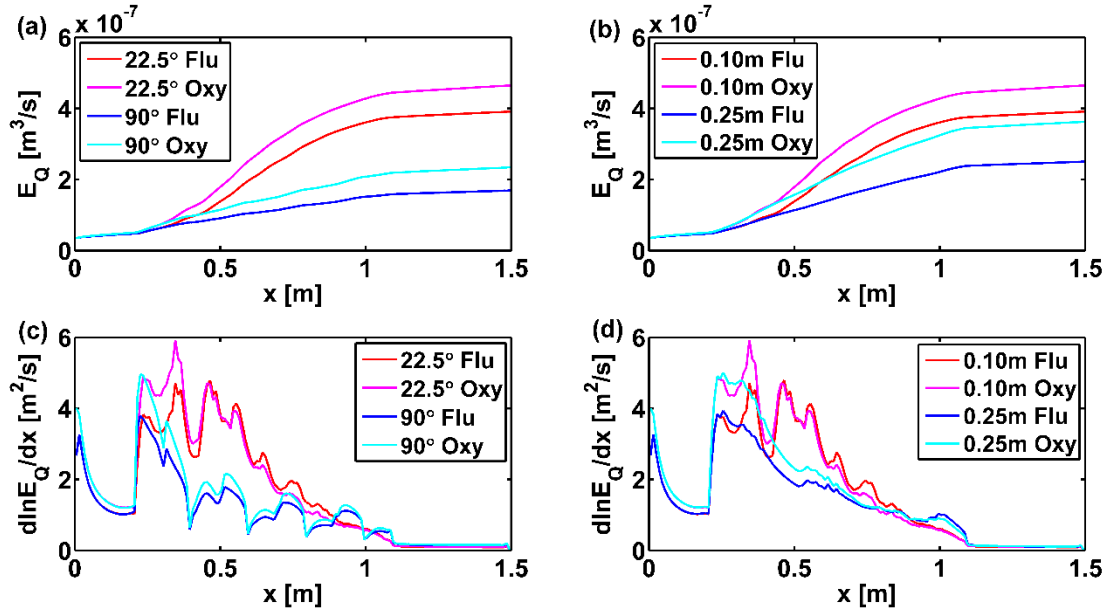 (a)
x 10⁻⁷
6
4
2
0
E_Q [m³/s]
22.5° Flu
22.5° Oxy
90° Flu
90° Oxy
0 0.5 1 1.5
x [m]
(b)
x 10⁻⁷
6
4
2
0
E_Q [m³/s]
0.10m Flu
0.10m Oxy
0.25m Flu
0.25m Oxy
0 0.5 1 1.5
x [m]
(c)
6
4
2
0
dlnE_Q/dx [m²/s]
22.5° Flu
22.5° Oxy
90° Flu
90° Oxy
0 0.5 1 1.5
x [m]
(d)
6
4
2
0
dlnE_Q/dx [m²/s]
0.10m Flu
0.10m Oxy
0.25m Flu
0.25m Oxy
0 0.5 1 1.5
x [m]